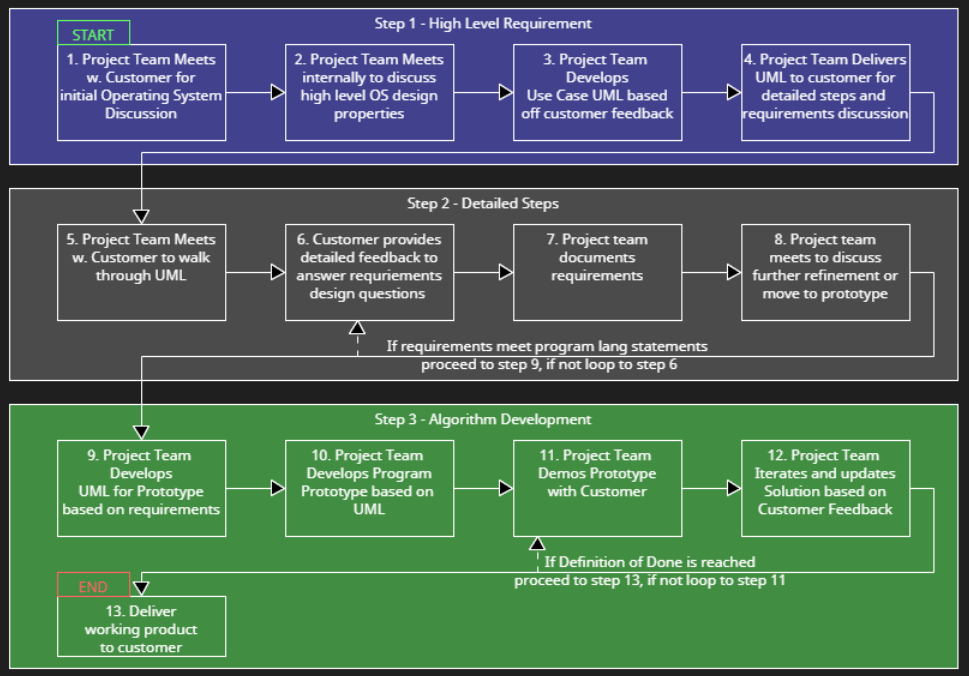 Step 1 - High Level Requirement
START
1. Project Team Meets
w. Customer for
initial Operating System
Discussion
2. Project Team Meets
internally to discuss
high level OS design
properties
3. Project Team
Develops
Use Case UML based
off customer feedback
4. Project Team Delivers
UML to customer for
detailed steps and
requirements discussion
Step 2 - Detailed Steps
5. Project Team Meets
w. Customer to walk
through UML
6. Customer provides
detailed feedback to
answer requriements
design questions
7. Project team
documents
requirements
8. Project team
meets to discuss
further refinement or
move to prototype
If requirements meet program lang statements
proceed to step 9, if not loop to step 6
Step 3 - Algorithm Development
9. Project Team
Develops
UML for Prototype
based on requirements
10. Project Team
Develops Program
Prototype based on
UML
11. Project Team
Demos Prototype
with Customer
12. Project Team
Iterates and updates
Solution based on
Customer Feedback
If Definition of Done is reached
proceed to step 13, if not loop to step 11
END
13. Deliver
working product
to customer